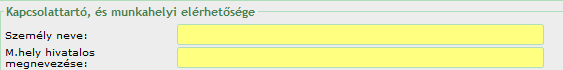 Kapcsolattartó, és munkahelyi elérhetősége
Személy neve:
M.hely hivatalos
megnevezése: